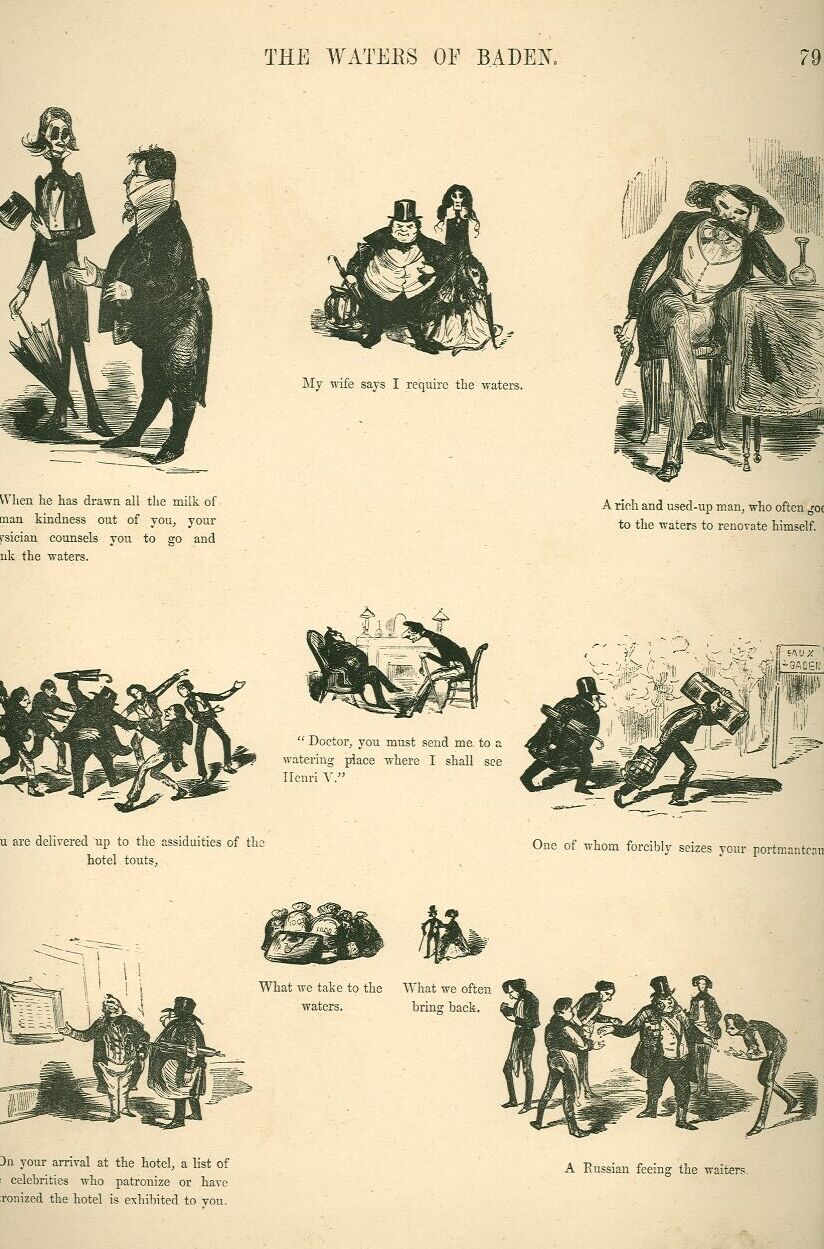 THE WATERS OF BADEN.
79
My wife says I require the waters.
When he has drawn all the milk of
man kindness out of you, your
ysician counsels you to go and
nk the waters.
A rich and used-up man, who often goe
to the waters to renovate himself.
EAUX
BADEN
"Doctor, you must send me to a
watering place where I shall see
Henri V."
u are delivered up to the assiduities of the
hotel touts,
One of whom forcibly seizes your portmanteau
What we take to the
waters.
What we often
bring back.
On your arrival at the hotel, a list of
celebrities who patronize or have
ronized the hotel is exhibited to you.
A Russian feeing the waiters.